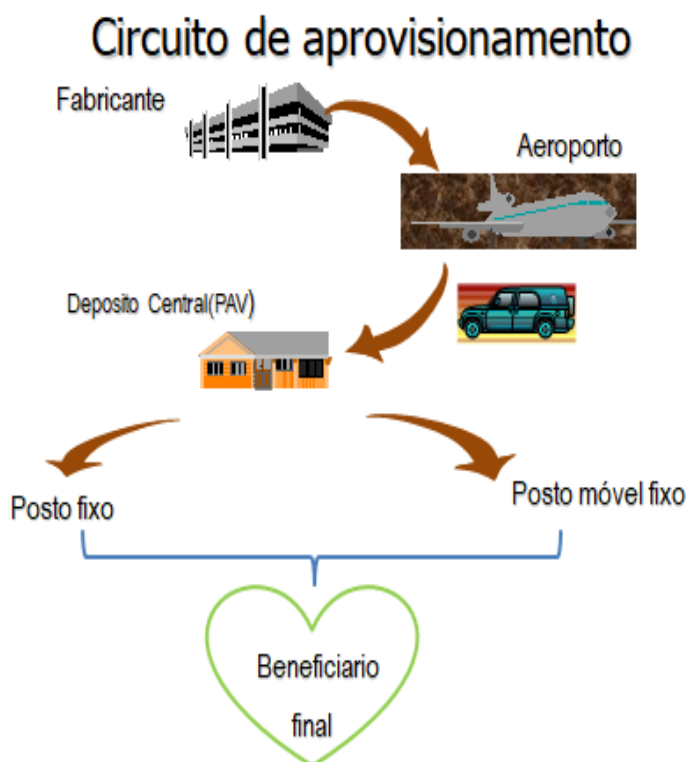 Circuito de aprovisionamento
Fabricante
Aeroporto
Deposito Central(PAV)
Posto fixo
Posto móvel fixo
Beneficiario
final